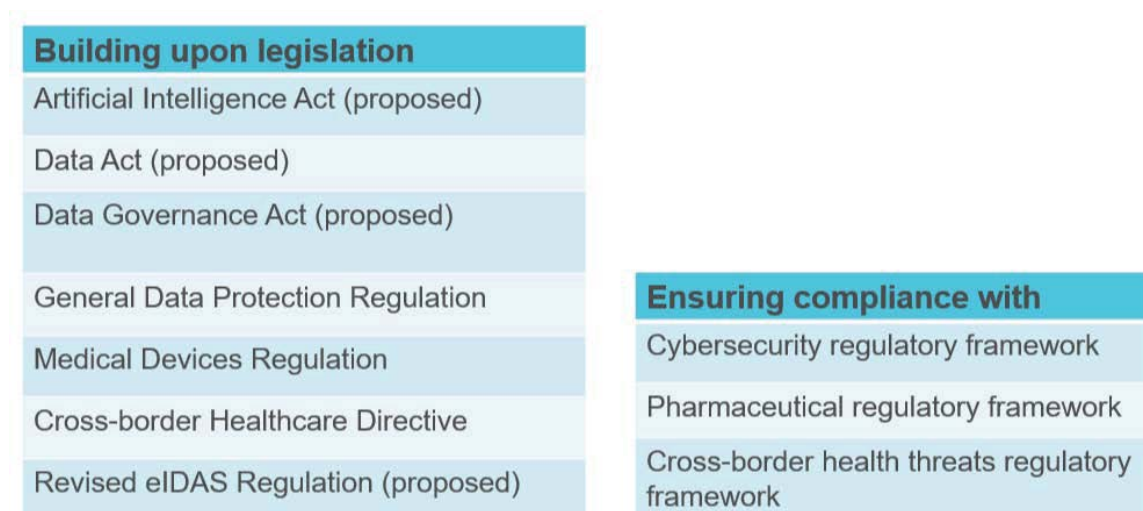 Building upon legislation
Artificial Intelligence Act (proposed)
Data Act (proposed)
Data Governance Act (proposed)
General Data Protection Regulation
Medical Devices Regulation
Cross-border Healthcare Directive
Revised eIDAS Regulation (proposed)
Ensuring compliance with
Cybersecurity regulatory framework
Pharmaceutical regulatory framework
Cross-border health threats regulatory
framework